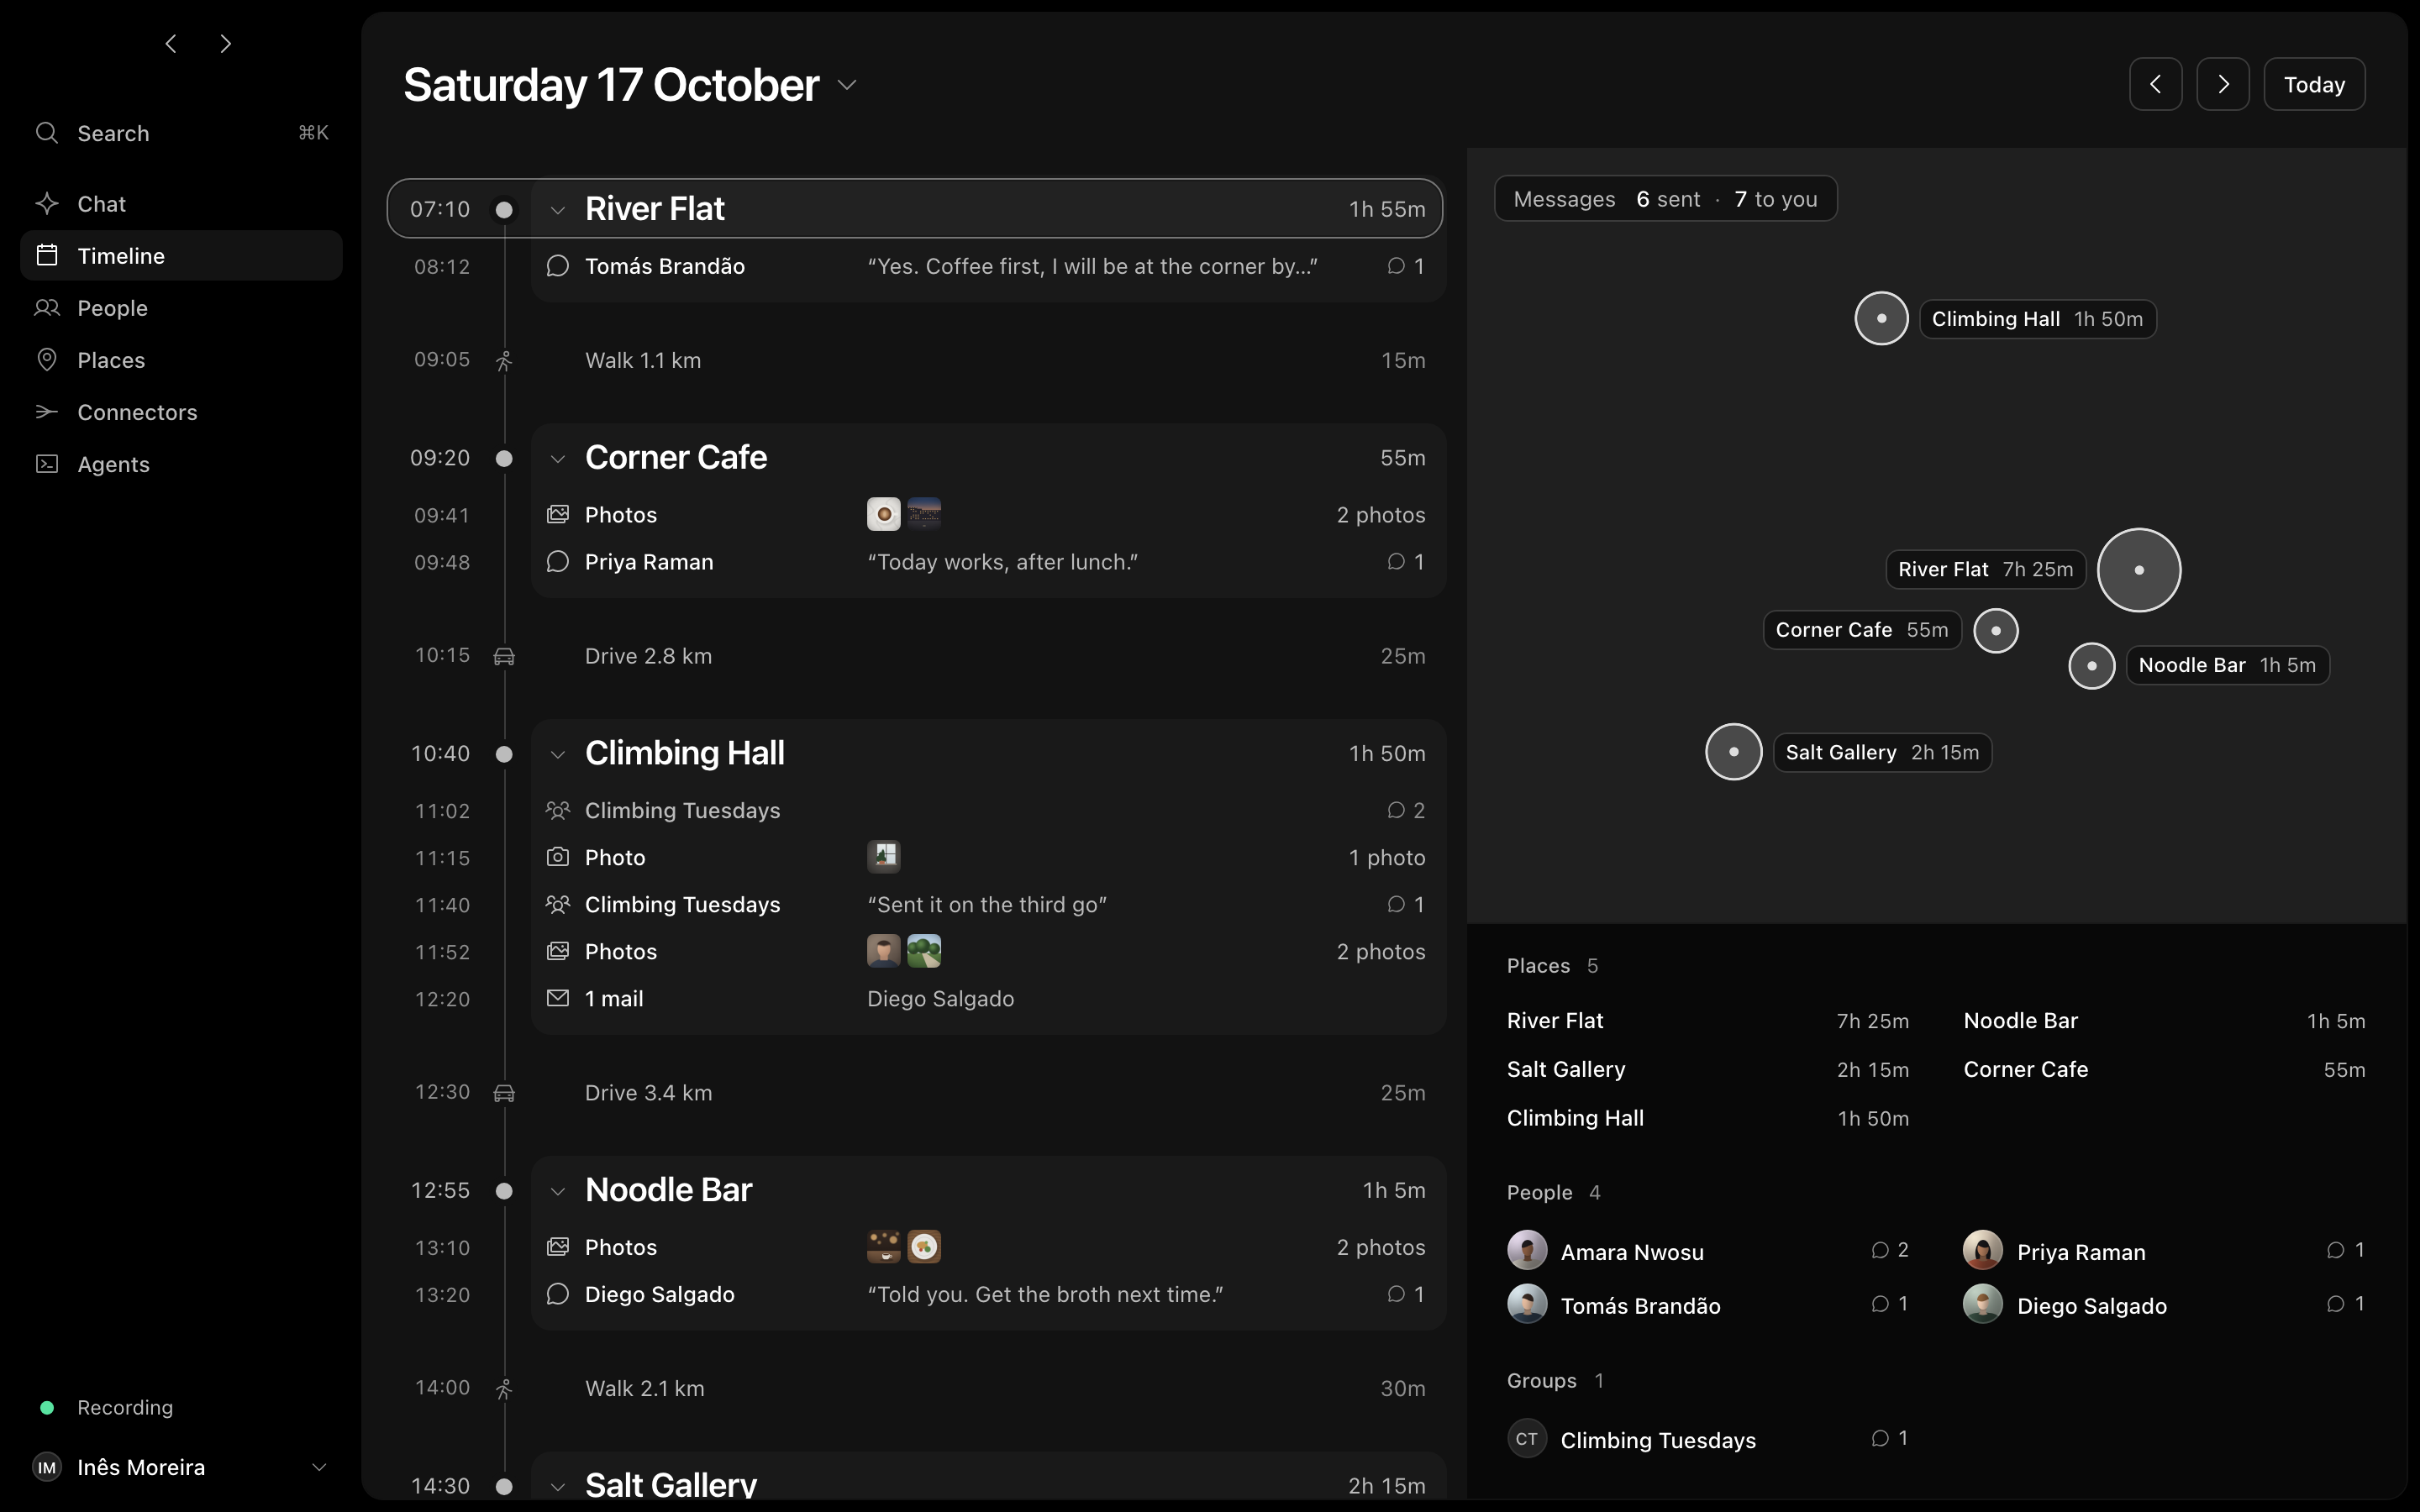 Search ⌘K
Chat
Timeline
People
Places
Connectors
Agents
Recording
IM Inês Moreira
Saturday 17 October
Today
07:10 River Flat 1h 55m
08:12 Tomás Brandão “Yes. Coffee first, I will be at the corner by...” 1
09:05 Walk 1.1 km 15m
09:20 Corner Cafe 55m
09:41 Photos 2 photos
09:48 Priya Raman “Today works, after lunch.” 1
10:15 Drive 2.8 km 25m
10:40 Climbing Hall 1h 50m
11:02 Climbing Tuesdays 2
11:15 Photo 1 photo
11:40 Climbing Tuesdays “Sent it on the third go” 1
11:52 Photos 2 photos
12:20 1 mail Diego Salgado
12:30 Drive 3.4 km 25m
12:55 Noodle Bar 1h 5m
13:10 Photos 2 photos
13:20 Diego Salgado “Told you. Get the broth next time.” 1
14:00 Walk 2.1 km 30m
14:30 Salt Gallery 2h 15m
Messages 6 sent · 7 to you
Climbing Hall 1h 50m
River Flat 7h 25m
Corner Cafe 55m
Noodle Bar 1h 5m
Salt Gallery 2h 15m
Places 5
River Flat 7h 25m Noodle Bar 1h 5m
Salt Gallery 2h 15m Corner Cafe 55m
Climbing Hall 1h 50m
People 4
Amara Nwosu 2 Priya Raman 1
Tomás Brandão 1 Diego Salgado 1
Groups 1
CT Climbing Tuesdays 1